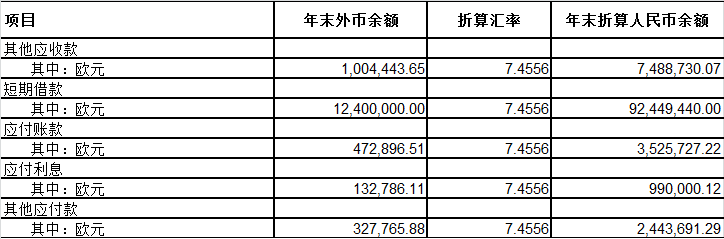 项目 年末外币余额 折算汇率 年末折算人民币余额
其他应收款
其中：欧元 1,004,443.65 7.4556 7,488,730.07
短期借款
其中：欧元 12,400,000.00 7.4556 92,449,440.00
应付账款
其中：欧元 472,896.51 7.4556 3,525,727.22
应付利息
其中：欧元 132,786.11 7.4556 990,000.12
其他应付款
其中：欧元 327,765.88 7.4556 2,443,691.29